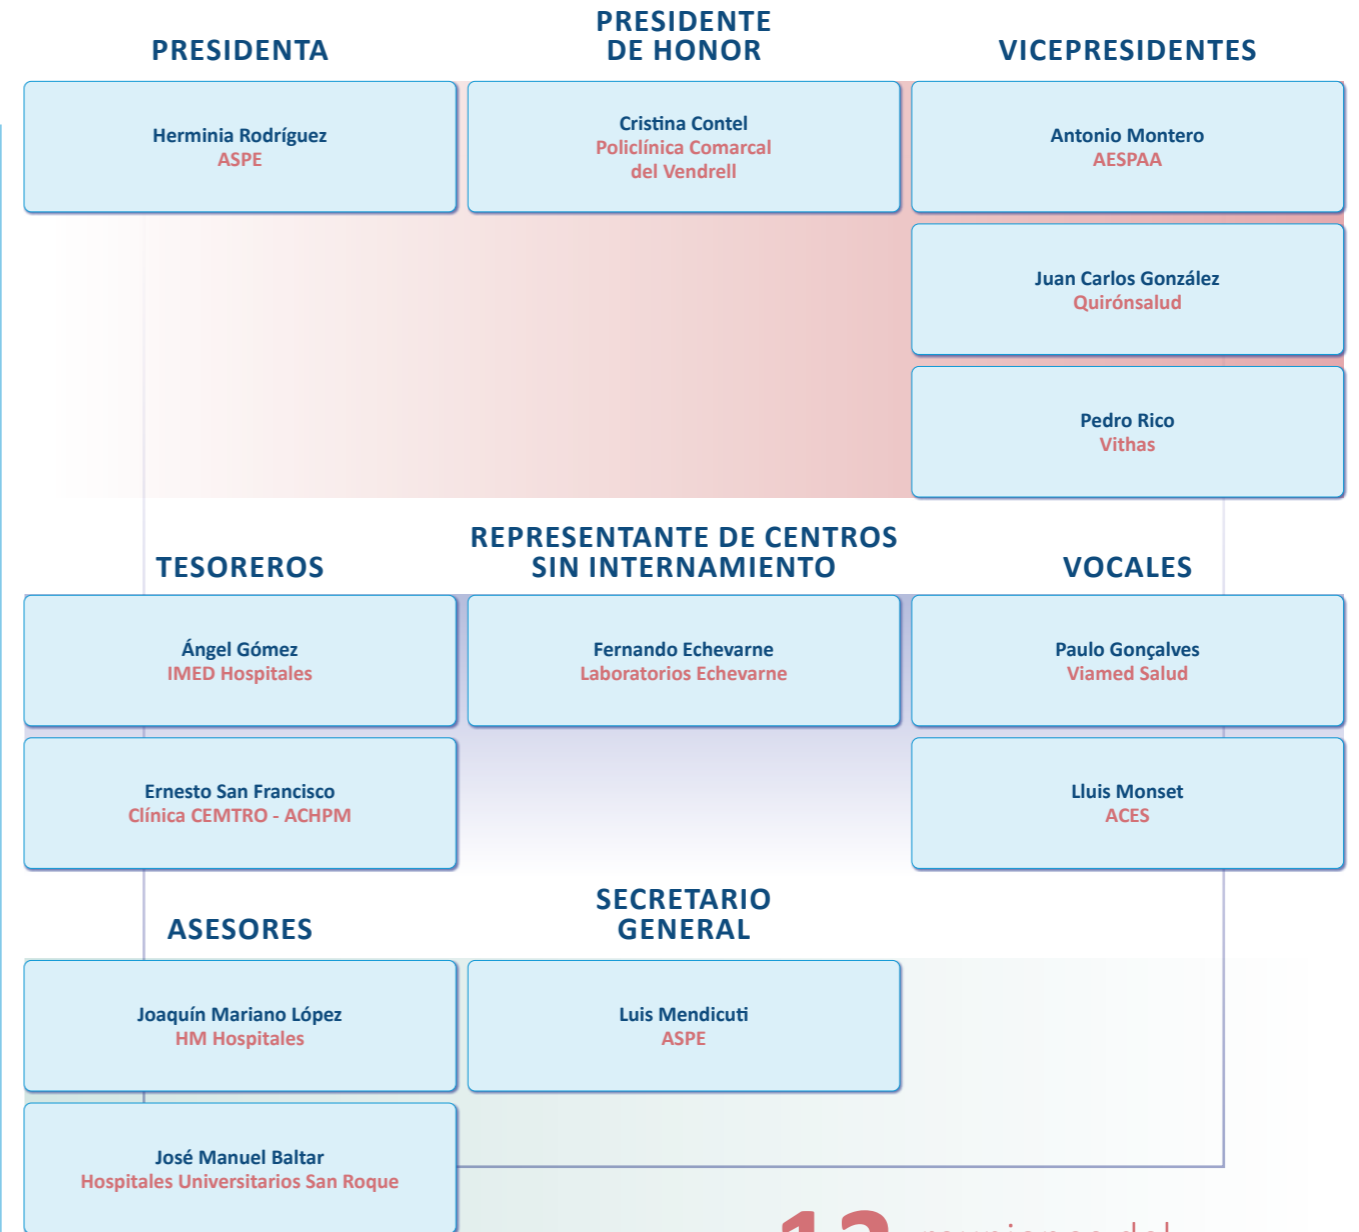 PRESIDENTA
Herminia Rodríguez
ASPE
PRESIDENTE
DE HONOR
Cristina Contel
Policlínica Comarcal
del Vendrell
VICEPRESIDENTES
Antonio Montero
AESPAA
Juan Carlos González
Quirónsalud
Pedro Rico
Vithas
TESOREROS
Ángel Gómez
IMED Hospitales
Ernesto San Francisco
Clínica CEMTRO - ACHPM
REPRESENTANTE DE CENTROS
SIN INTERNAMIENTO
Fernando Echevarne
Laboratorios Echevarne
VOCALES
Paulo Gonçalves
Viamed Salud
Lluis Monset
ACES
ASESORES
Joaquín Mariano López
HM Hospitales
José Manuel Baltar
Hospitales Universitarios San Roque
SECRETARIO
GENERAL
Luis Mendicuti
ASPE
reuniones del